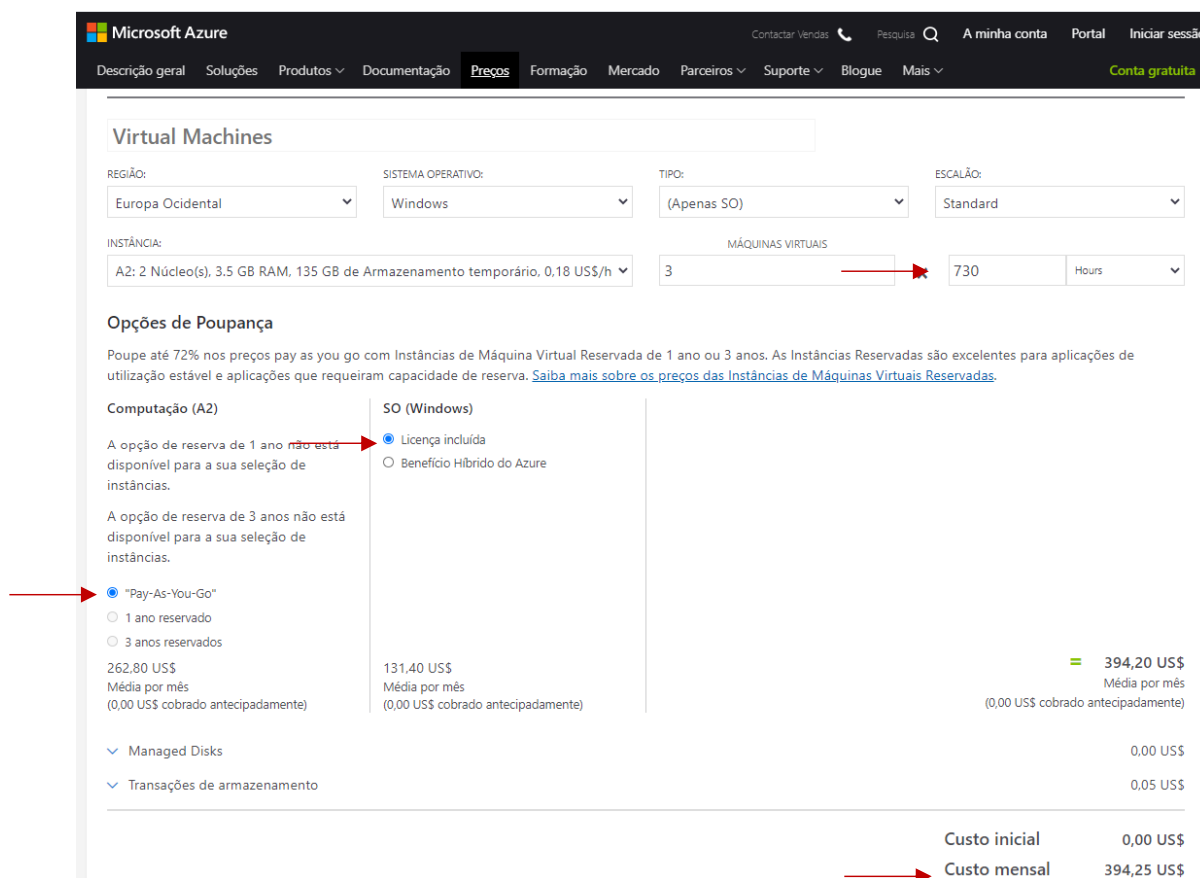 Microsoft Azure
Contactar Vendas
Pesquisa
A minha conta
Portal
Iniciar sessã
Descrição geral
Soluções
Produtos
Documentação
Preços
Formação
Mercado
Parceiros
Suporte
Blogue
Mais
Conta gratuita
Virtual Machines
REGIÃO:
SISTEMA OPERATIVO:
TIPO:
ESCALÃO:
Europa Ocidental
Windows
(Apenas SO)
Standard
INSTÂNCIA:
MÁQUINAS VIRTUAIS
A2: 2 Núcleo(s), 3.5 GB RAM, 135 GB de Armazenamento temporário, 0,18 US$/h
3
730
Hours
Opções de Poupança
Poupe até 72% nos preços pay as you go com Instâncias de Máquina Virtual Reservada de 1 ano ou 3 anos. As Instâncias Reservadas são excelentes para aplicações de
utilização estável e aplicações que requeiram capacidade de reserva. Saiba mais sobre os preços das Instâncias de Máquinas Virtuais Reservadas.
Computação (A2)
A opção de reserva de 1 ano não está
disponível para a sua seleção de
instâncias.
A opção de reserva de 3 anos não está
disponível para a sua seleção de
instâncias.
"Pay-As-You-Go"
1 ano reservado
3 anos reservados
262,80 US$
Média por mês
(0,00 US$ cobrado antecipadamente)
SO (Windows)
Licença incluída
Benefício Híbrido do Azure
131,40 US$
Média por mês
(0,00 US$ cobrado antecipadamente)
= 394,20 US$
Média por mês
(0,00 US$ cobrado antecipadamente)
Managed Disks
0,00 US$
Transações de armazenamento
0,05 US$
Custo inicial
0,00 US$
Custo mensal
394,25 US$